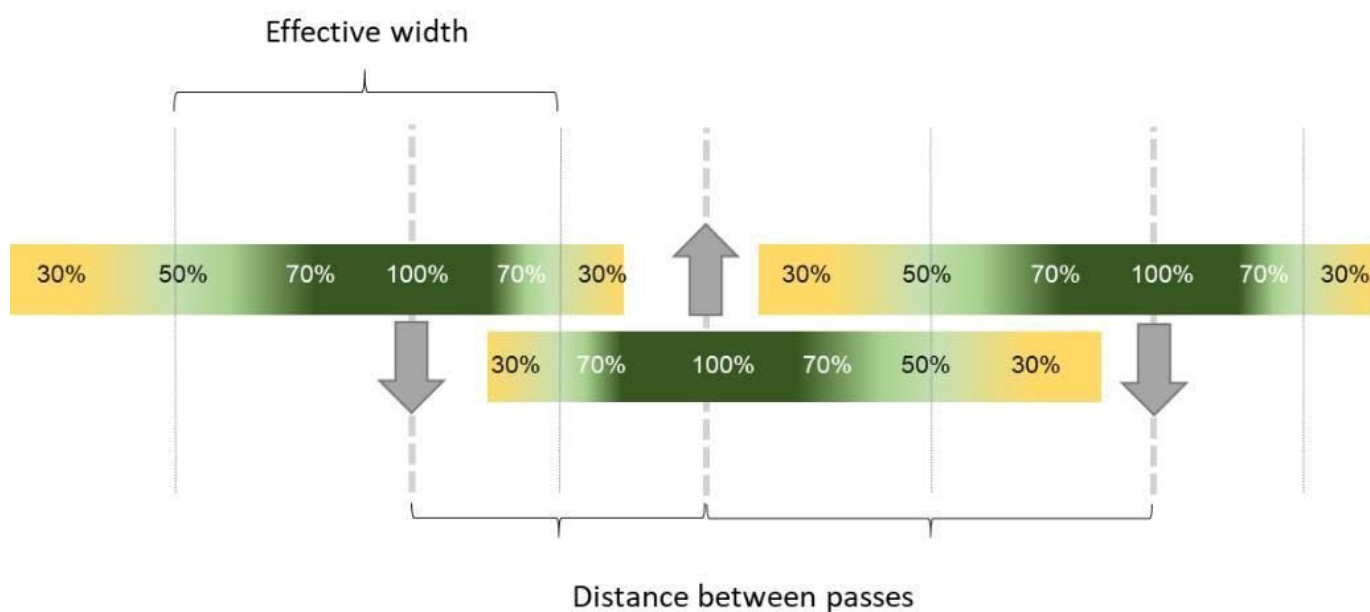 Effective width
30% 50% 70% 100% 70% 30% 30% 50% 70% 100% 70% 30%
30% 70% 100% 70% 50% 30%
Distance between passes